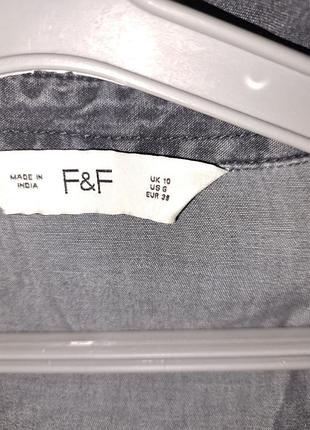 MADE IN
INDIA
F&F
UK 10
US 6
EUR 38